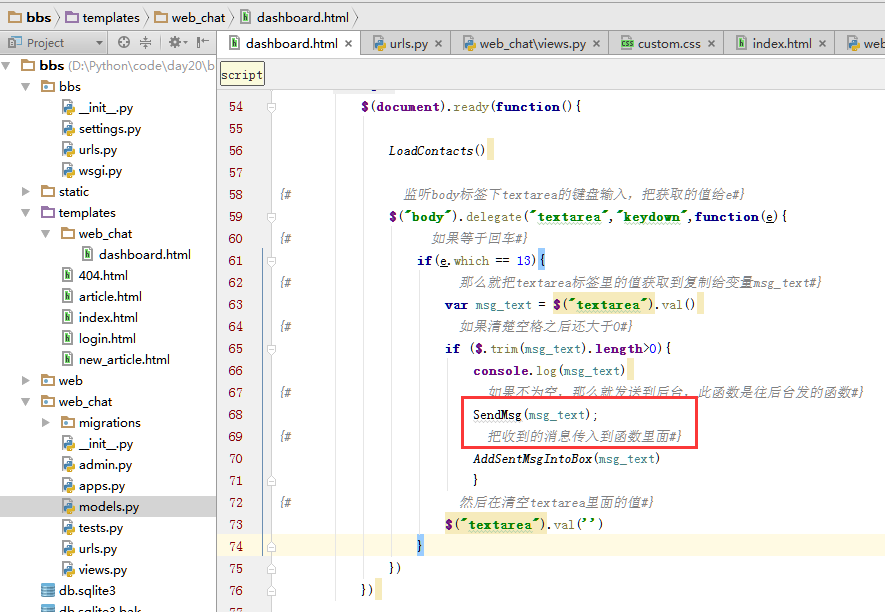 bbs templates web_chat dashboard.html
Project
dashboard.html urls.py web_chat\views.py custom.css index.html web
bbs (D:\Python\code\day20\b
bbs
__init__.py
settings.py
urls.py
wsgi.py
static
templates
web_chat
dashboard.html
404.html
article.html
index.html
login.html
new_article.html
web
web_chat
migrations
__init__.py
admin.py
apps.py
models.py
tests.py
urls.py
views.py
db.sqlite3
db.sqlite3.bak
script
54 $(document).ready(function(){
55
56 LoadContacts()
57
58 {# 监听body标签下textarea的键盘输入，把获取的值给e#}
59 $("body").delegate("textarea","keydown",function(e){
60 {# 如果等于回车#}
61 if(e.which == 13){
62 {# 那么就把textarea标签里的值获取到复制给变量msg_text#}
63 var msg_text = $("textarea").val()
64 {# 如果清楚空格之后还大于0#}
65 if ($.trim(msg_text).length>0){
66 console.log(msg_text)
67 {# 如果不为空，那么就发送到后台，此函数是往后台发的函数#}
68 SendMsg(msg_text);
69 {# 把收到的消息传入到函数里面#}
70 AddSentMsgIntoBox(msg_text)
71 }
72 {# 然后在清空textarea里面的值#}
73 $("textarea").val('')
74 }
75 })
76 })